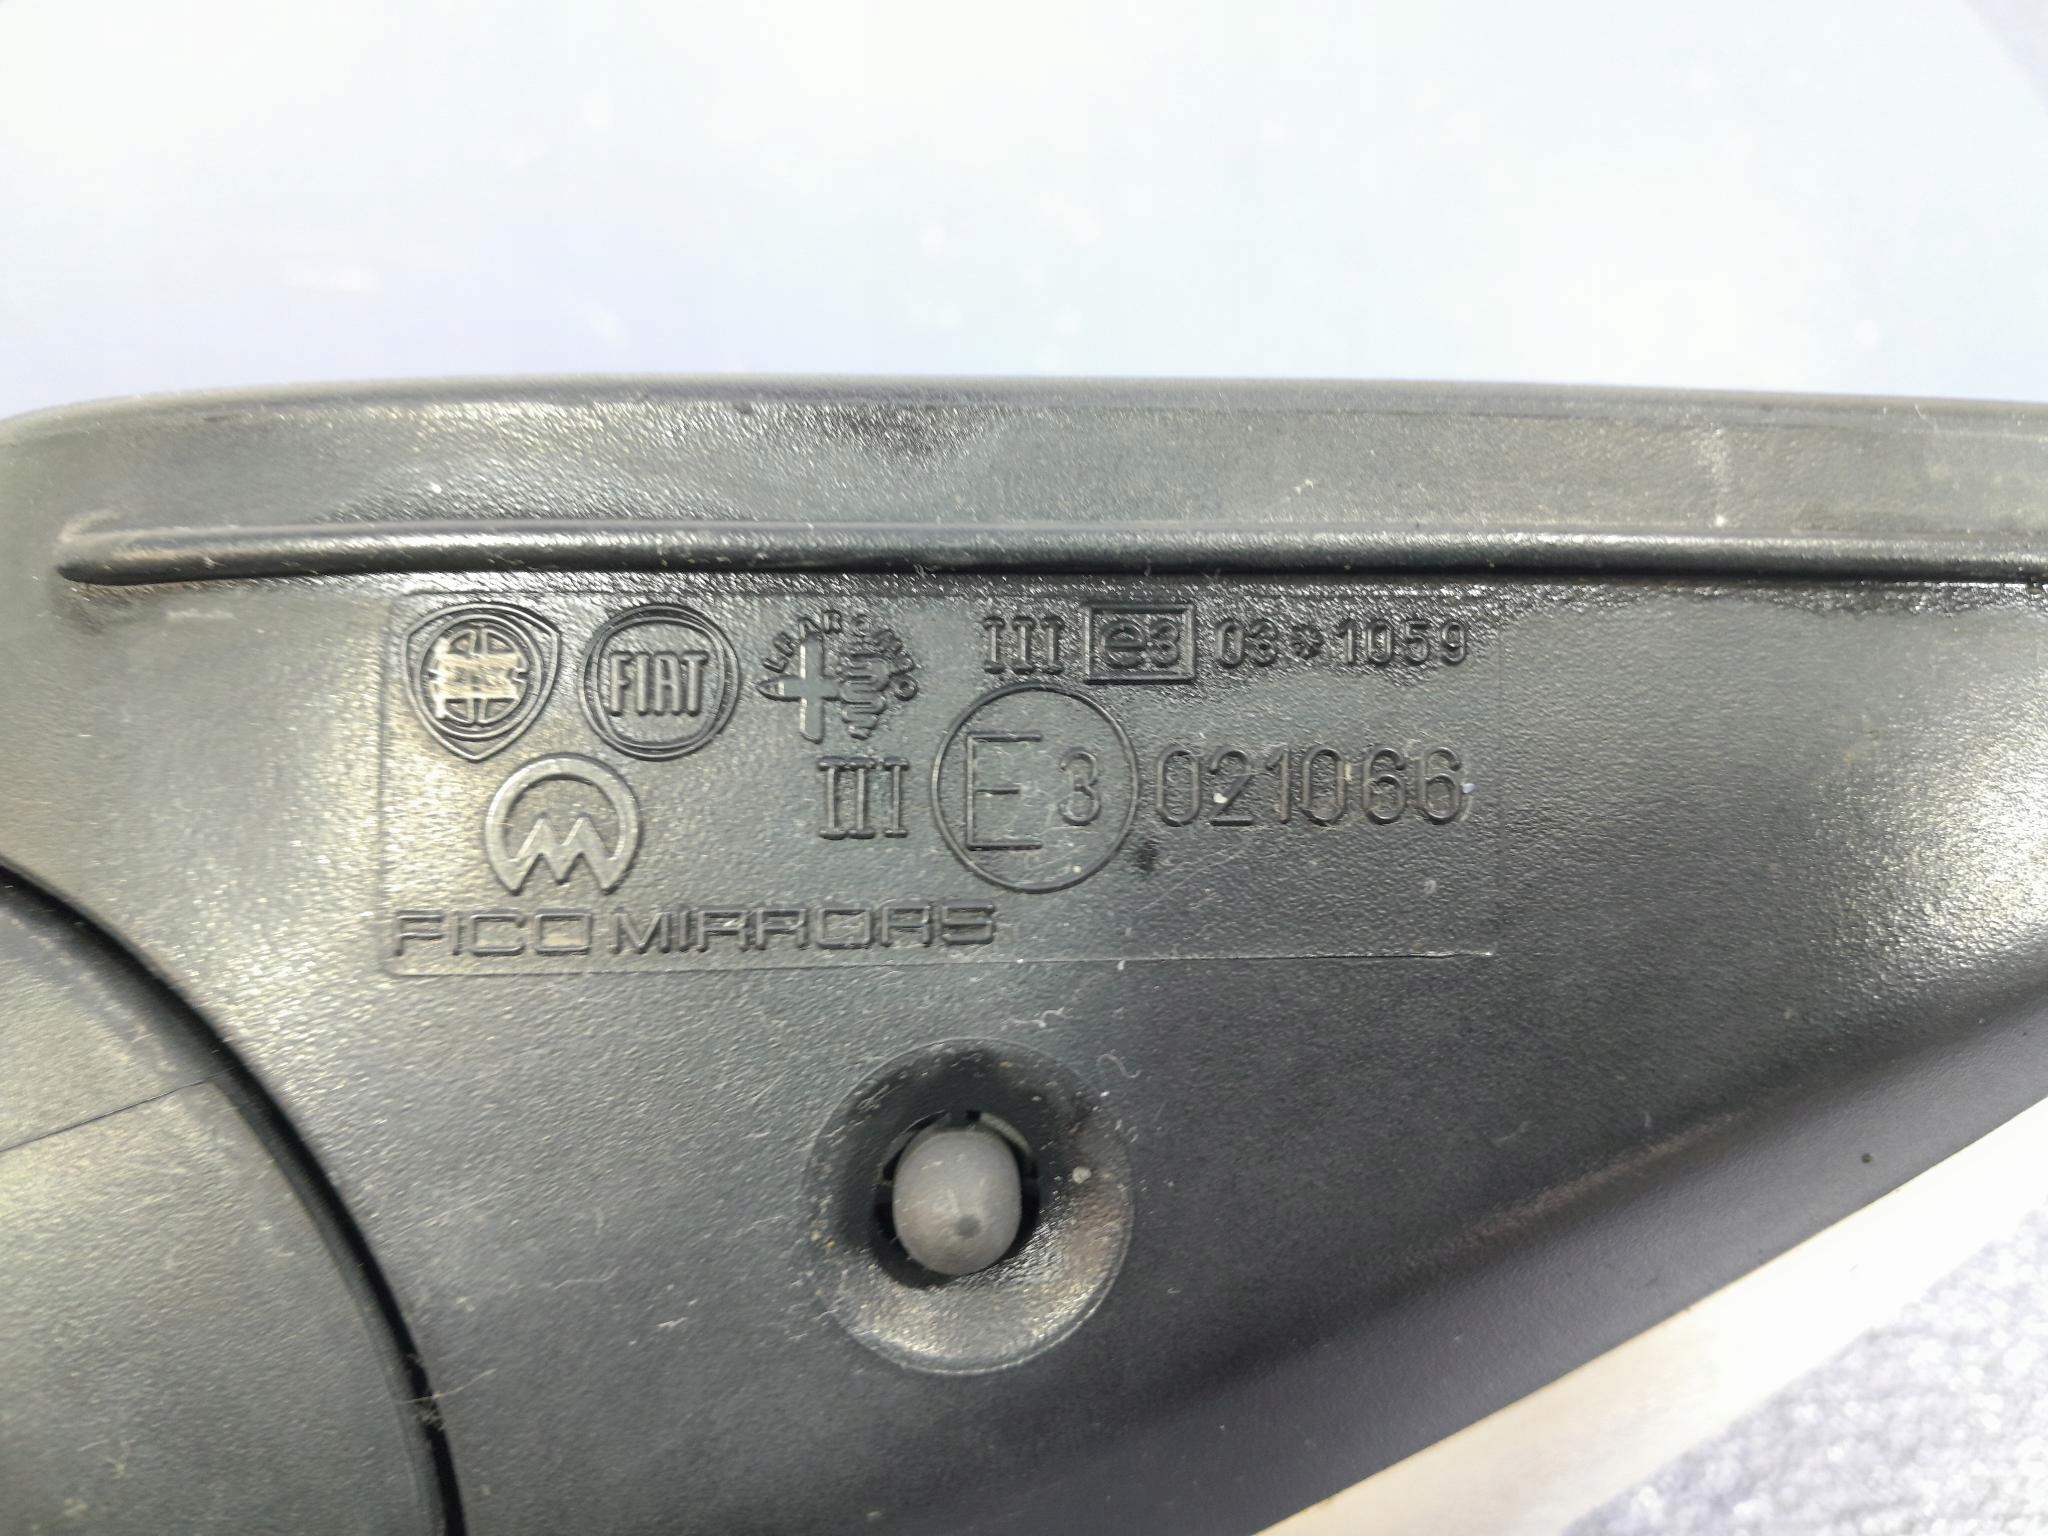 FIAT
III e3 03*1059
III E3 021066
FICO MIRRORS